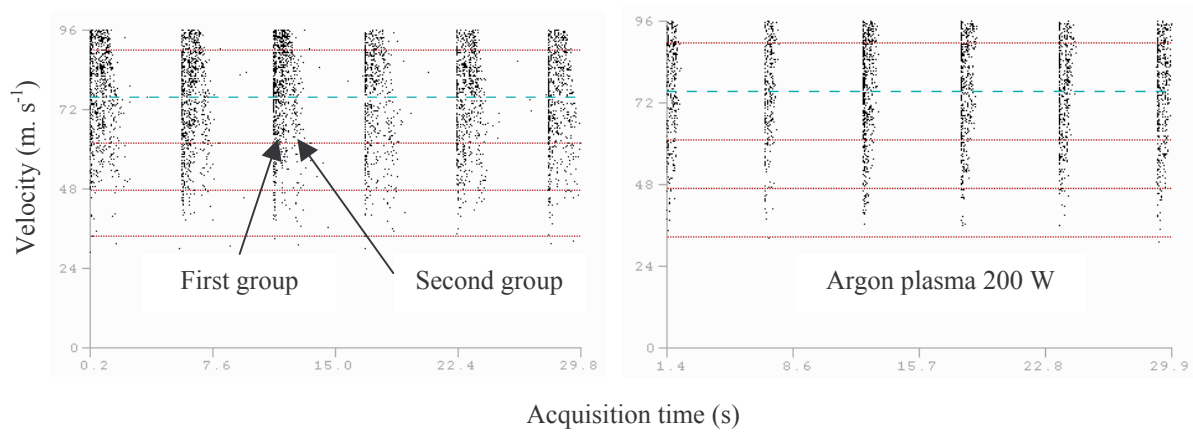 Velocity (m. s⁻¹)
96
72
48
24
0
0.2 7.6 15.0 22.4 29.8
First group
Second group
96
72
48
24
0
1.4 8.6 15.7 22.8 29.9
Argon plasma 200 W
Acquisition time (s)